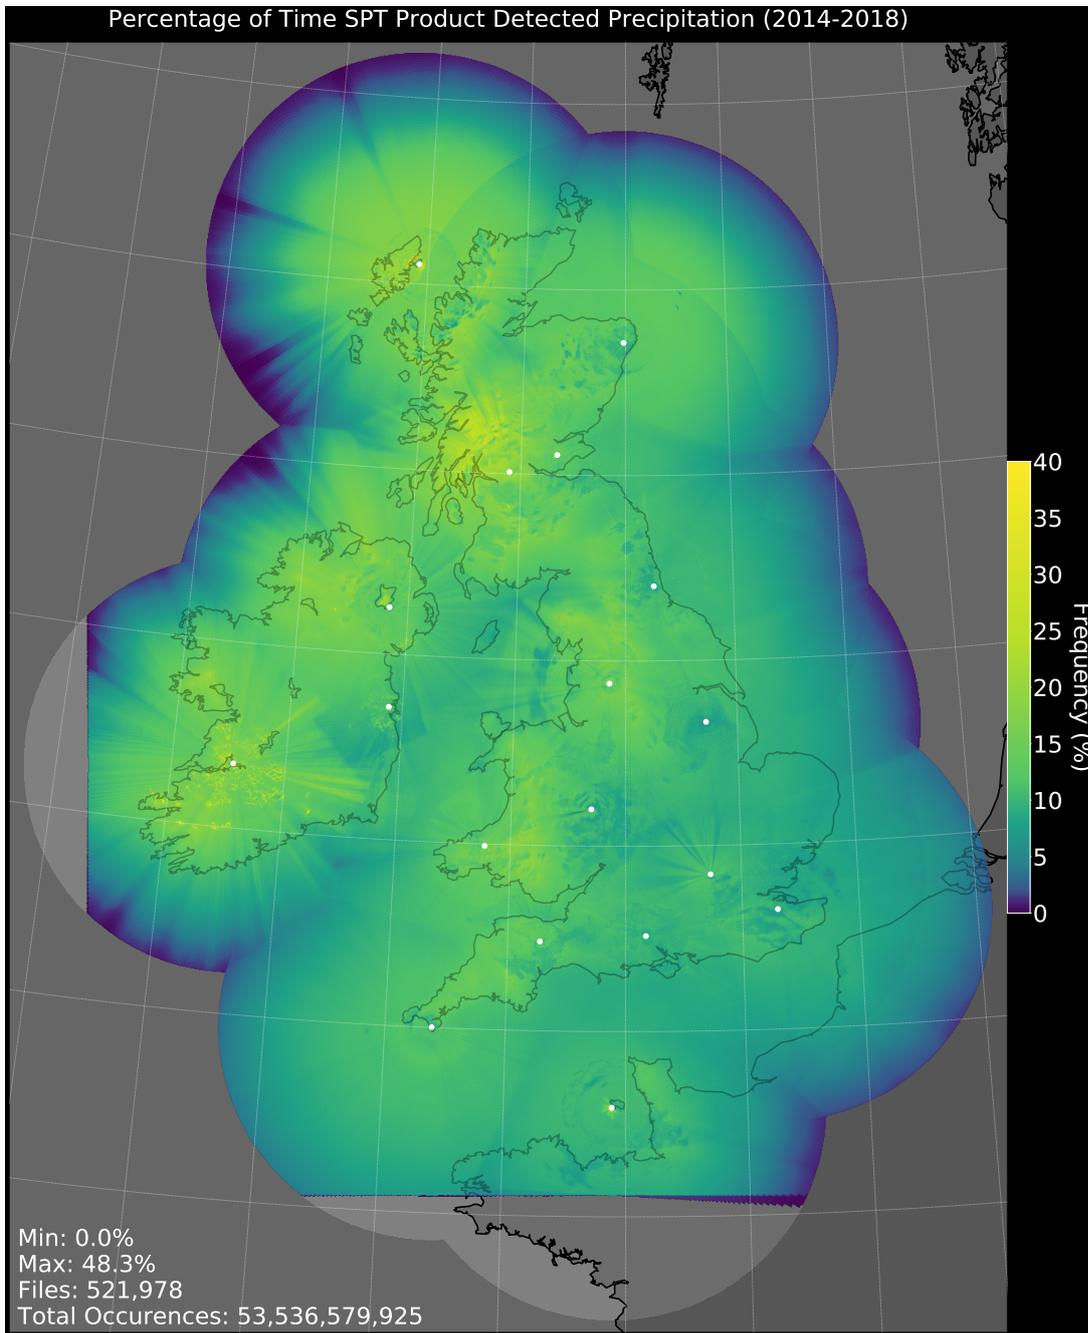 Percentage of Time SPT Product Detected Precipitation (2014-2018)
40
35
30
25
20
15
10
5
0
Frequency (%)
Min: 0.0%
Max: 48.3%
Files: 521,978
Total Occurences: 53,536,579,925